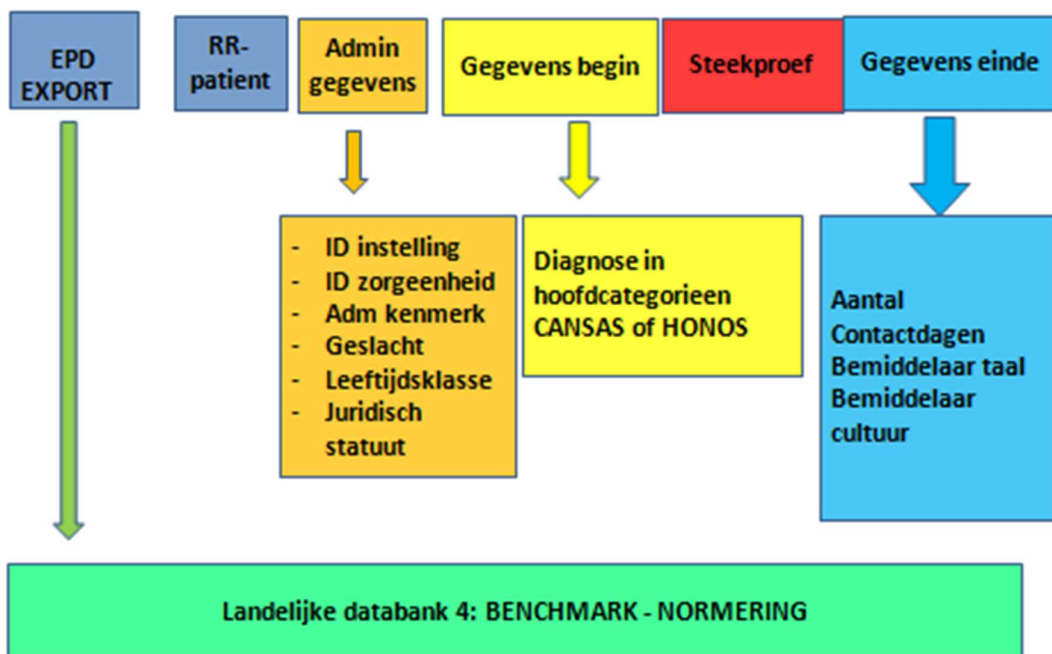 EPD
EXPORT
RR-
patient
Admin
gegevens
Gegevens begin
Steekproef
Gegevens einde
- ID instelling
- ID zorgeenheid
- Adm kenmerk
- Geslacht
- Leeftijdsklasse
- Juridisch
statuut
Diagnose in
hoofdcategorieen
CANSAS of HONOS
Aantal
Contactdagen
Bemiddelaar taal
Bemiddelaar
cultuur
Landelijke databank 4: BENCHMARK - NORMERING